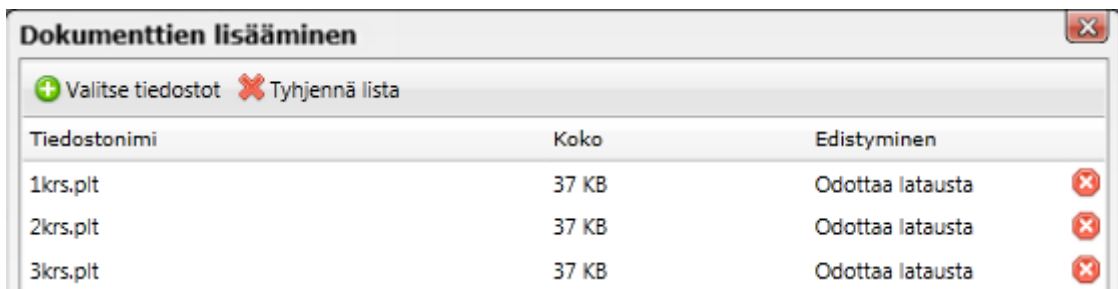 Dokumenttien lisääminen
Valitse tiedostot Tyhjennä lista
Tiedostonimi Koko Edistyminen
1krs.plt 37 KB Odottaa latausta
2krs.plt 37 KB Odottaa latausta
3krs.plt 37 KB Odottaa latausta